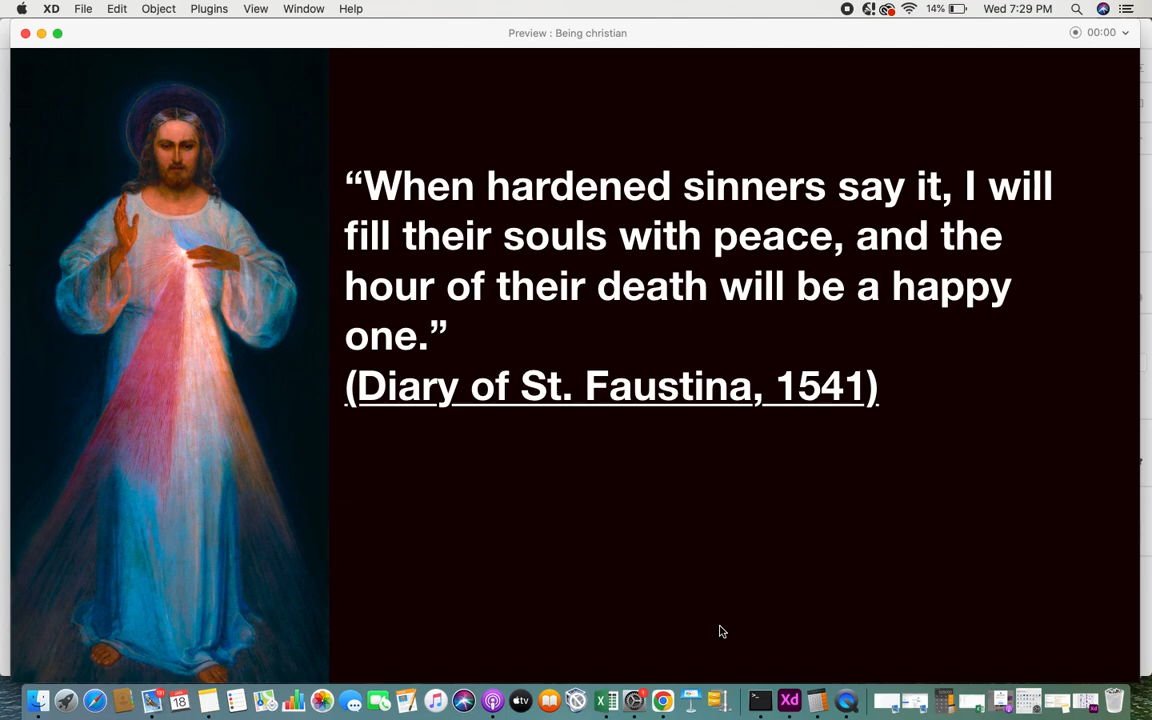 XD File Edit Object Plugins View Window Help 14% Wed 7:29 PM
Preview : Being christian 00:00
“When hardened sinners say it, I will
fill their souls with peace, and the
hour of their death will be a happy
one.”
(Diary of St. Faustina, 1541)
18
Xd